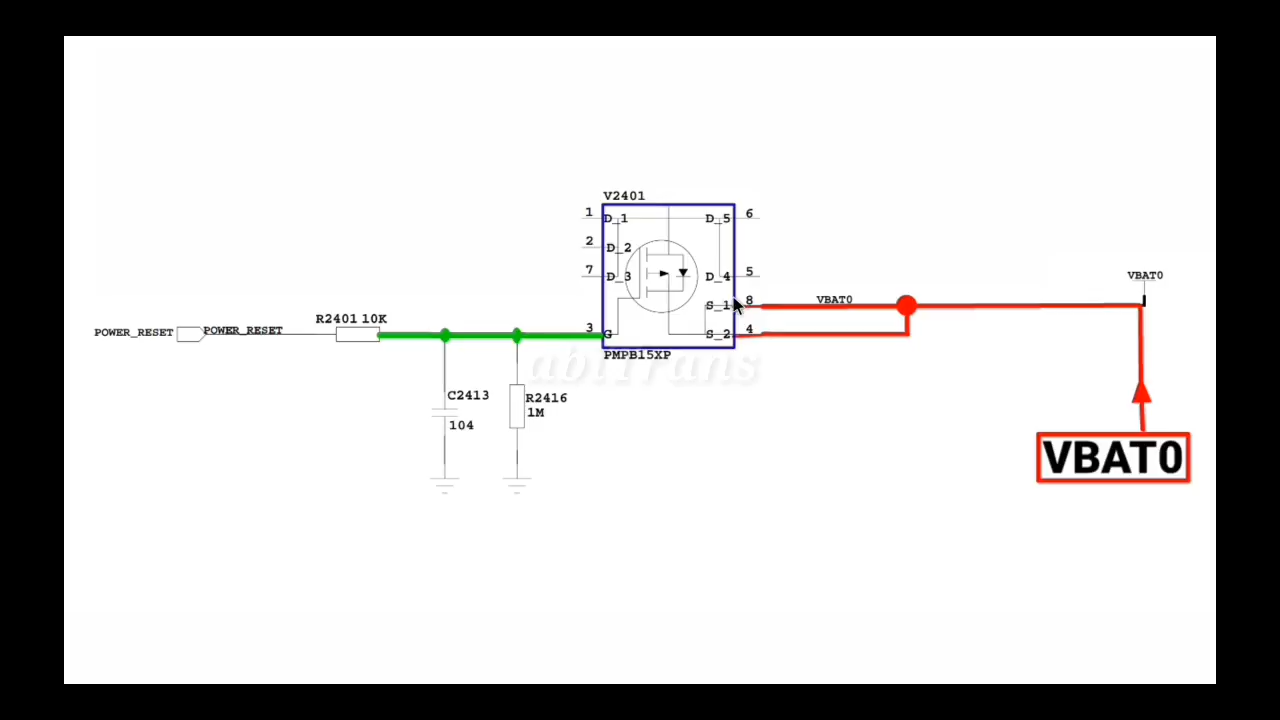 V2401
1 D_1 D_5 6
2 D_2
7 D_3 D_4 5
S_1 8 VBAT0
VBAT0
R2401 10K
POWER_RESET POWER_RESET
3 G S_2 4
PMPB15XP
abiTrans
C2413
104
R2416
1M
VBAT0